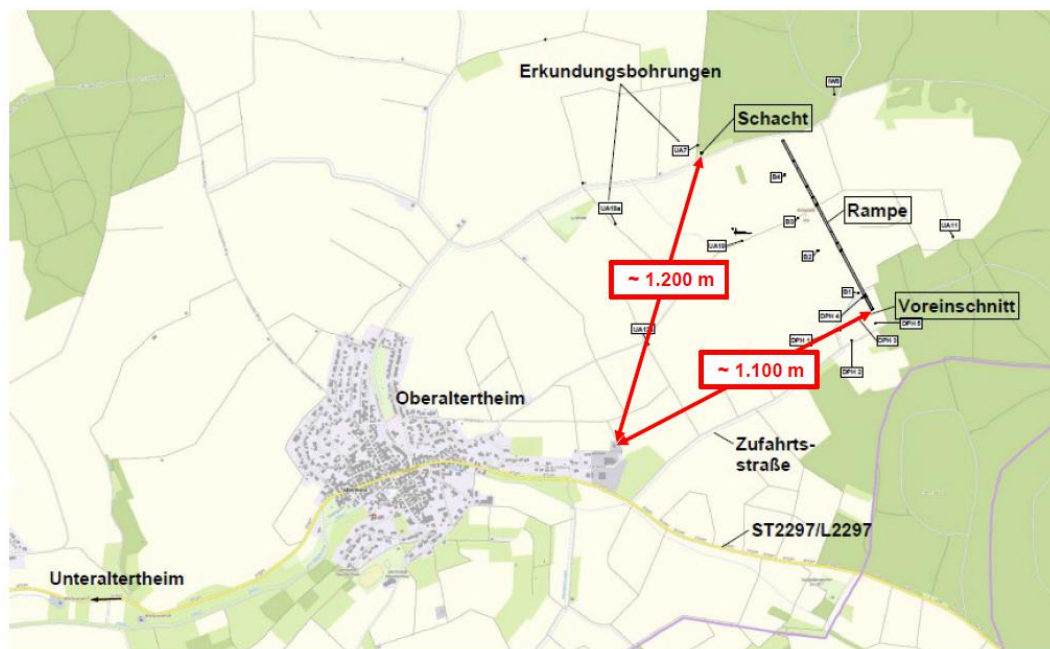 Erkundungsbohrungen
Schacht
UA7
B4
UA10a
B3
Rampe
UA10
UA11
B2
~ 1.200 m
B1
DPH 4
Voreinschnitt
DPH 5
DPH 1
DPH 3
DPH 2
~ 1.100 m
Oberaltertheim
Zufahrts-
straße
ST2297/L2297
Unteraltertheim